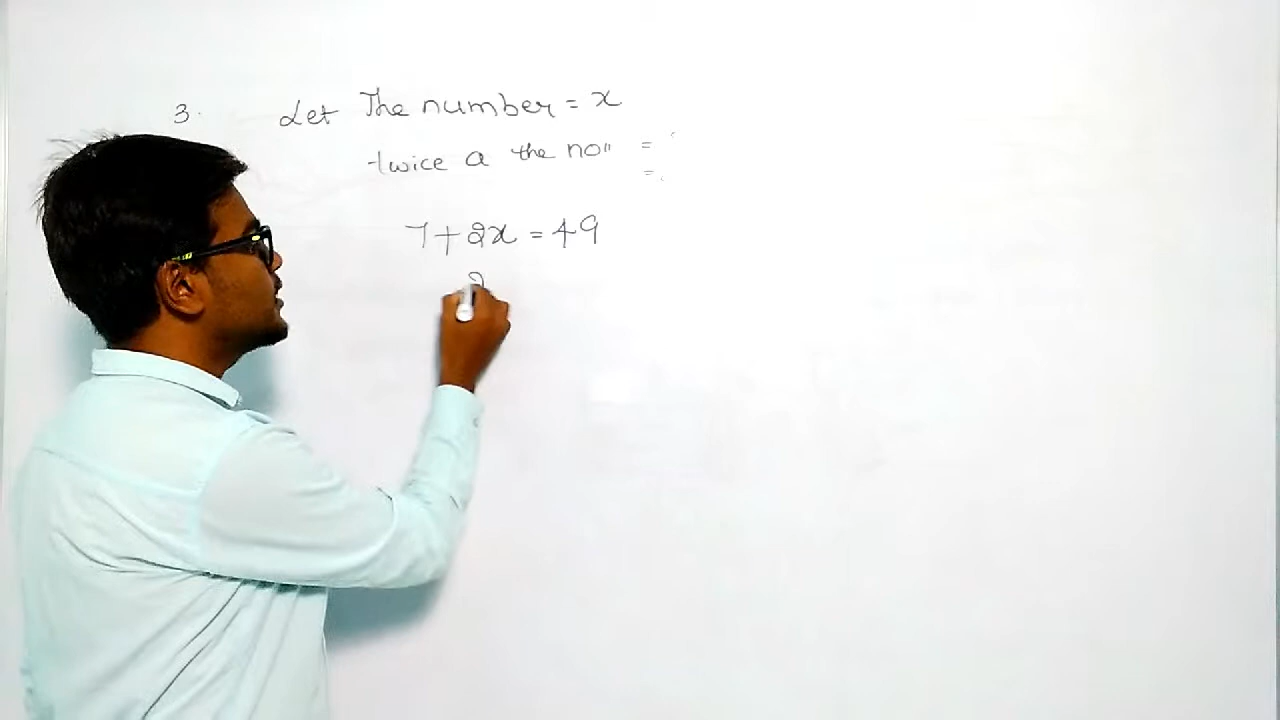 3. Let The number = x
twice a the no =
=
7 + 2x = 49
2